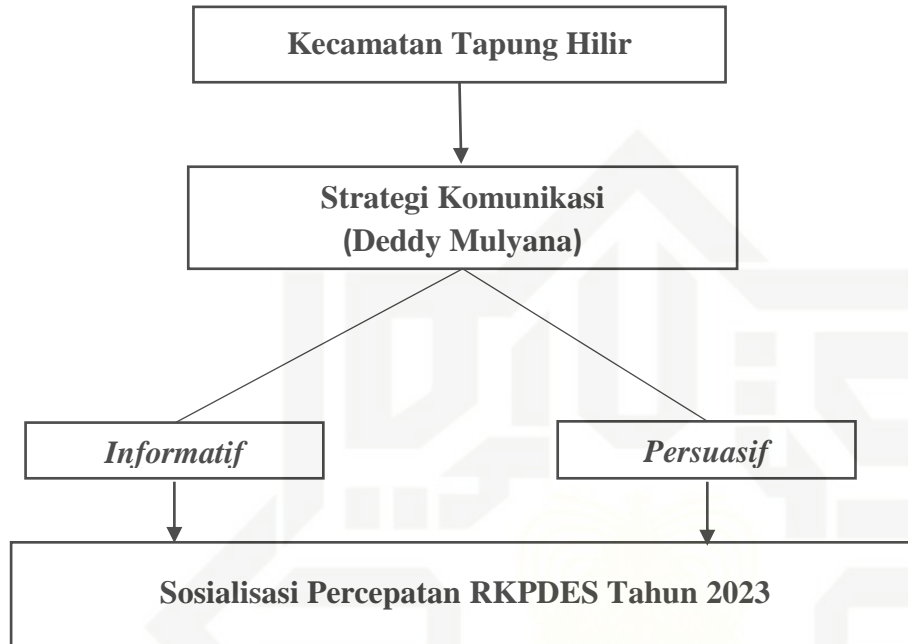 Kecamatan Tapung Hilir
Strategi Komunikasi
(Deddy Mulyana)
Informatif
Persuasif
Sosialisasi Percepatan RKPDES Tahun 2023